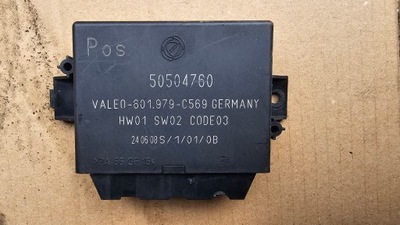 Pos
50504760
VALEO-601.979-C569 GERMANY
HW01 SW02 CODE03
240608S/1/01/0B